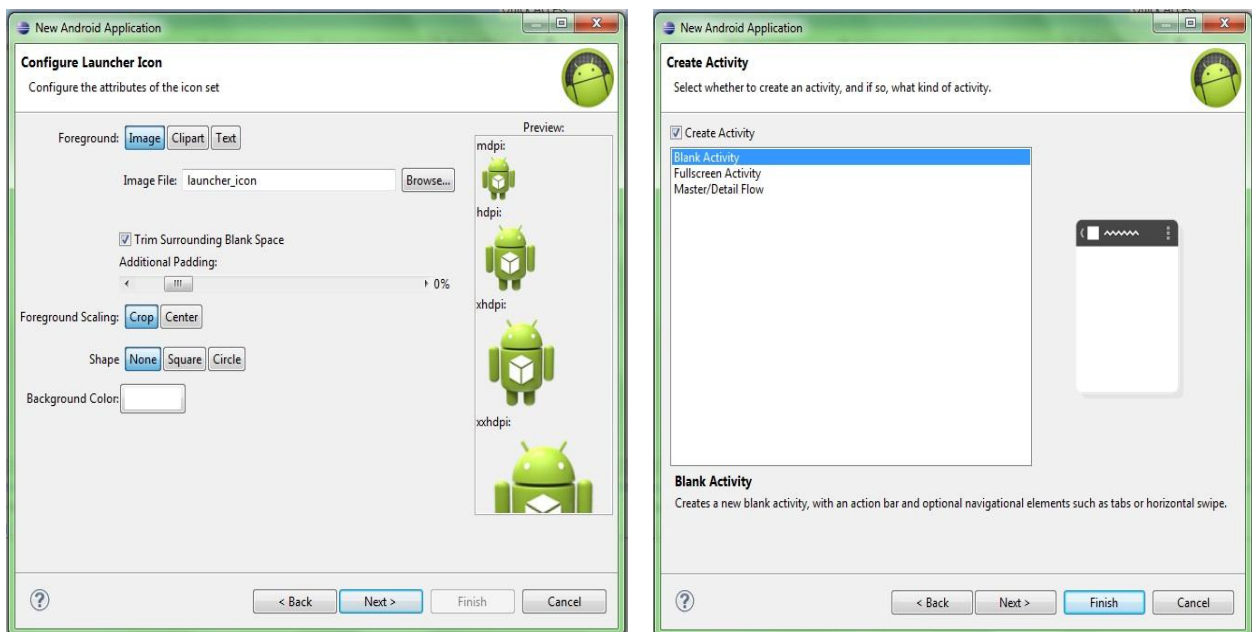 New Android Application
Configure Launcher Icon
Configure the attributes of the icon set
Foreground: Image Clipart Text
Image File: launcher_icon Browse...
Trim Surrounding Blank Space
Additional Padding:
0%
Foreground Scaling: Crop Center
Shape None Square Circle
Background Color:
Preview:
mdpi:
hdpi:
xhdpi:
xxhdpi:
? < Back Next > Finish Cancel
New Android Application
Create Activity
Select whether to create an activity, and if so, what kind of activity.
Create Activity
Blank Activity
Fullscreen Activity
Master/Detail Flow
Blank Activity
Creates a new blank activity, with an action bar and optional navigational elements such as tabs or horizontal swipe.
? < Back Next > Finish Cancel